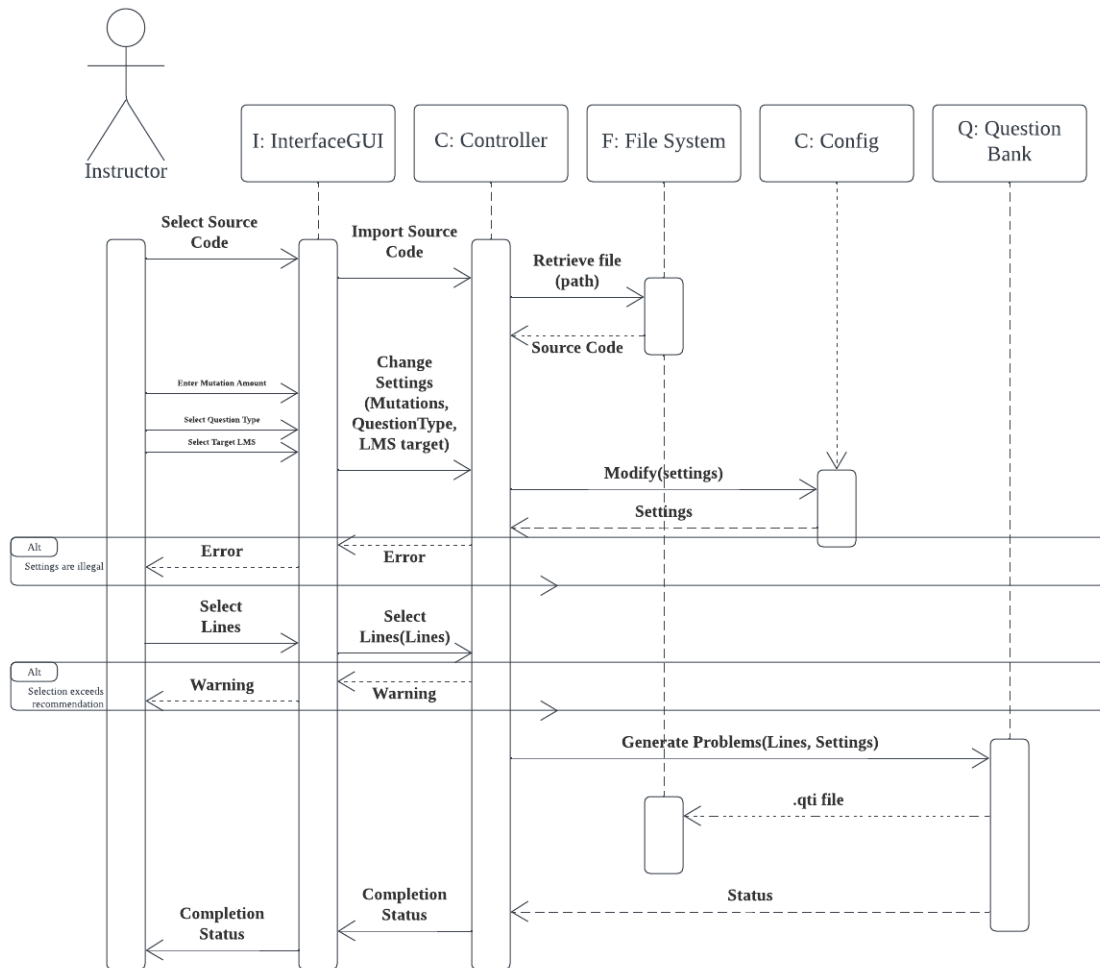 Instructor
I: InterfaceGUI
C: Controller
F: File System
C: Config
Q: Question
Bank
Select Source
Code
Import Source
Code
Retrieve file
(path)
Source Code
Change
Settings
(Mutations,
QuestionType,
LMS target)
Enter Mutation Amount
Select Question Type
Select Target LMS
Modify(settings)
Settings
Alt
Settings are illegal
Error
Error
Select
Lines
Select
Lines(Lines)
Alt
Selection exceeds
recommendation
Warning
Warning
Generate Problems(Lines, Settings)
.qti file
Status
Completion
Status
Completion
Status